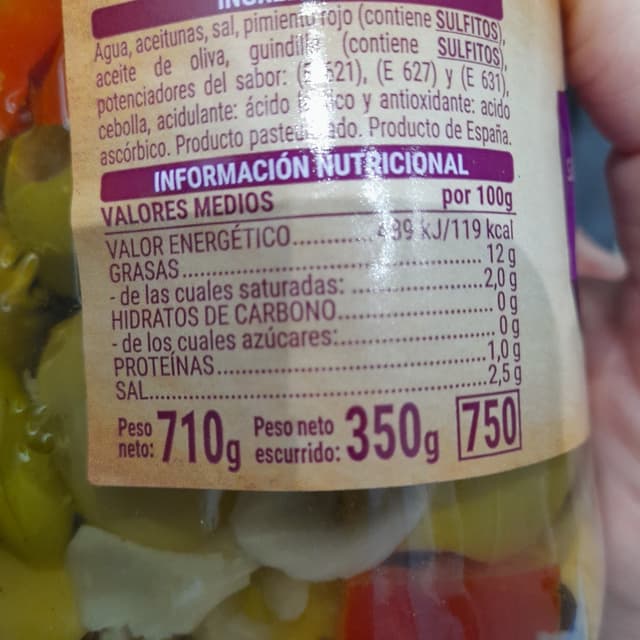 Agua, aceitunas, sal, pimiento rojo (contiene SULFITOS),
aceite de oliva, (contiene SULFITOS),
potenciadores del sabor: (E 627) y (E 631),
cebolla, acidulante: ácido y antioxidante: acido
ascórbico. Producto Producto de España.
INFORMACIÓN NUTRICIONAL
VALORES MEDIOS por 100g
VALOR ENERGÉTICO............. 489 kJ/119 kcal
GRASAS............. 12 g
- de las cuales saturadas: .............2,0 g
HIDRATOS DE CARBONO............. 0 g
- de los cuales azúcares:............. 0 g
PROTEÍNAS.............1,0 g
SAL.............2,5 g
Peso neto: 710g Peso neto escurrido: 350g 750